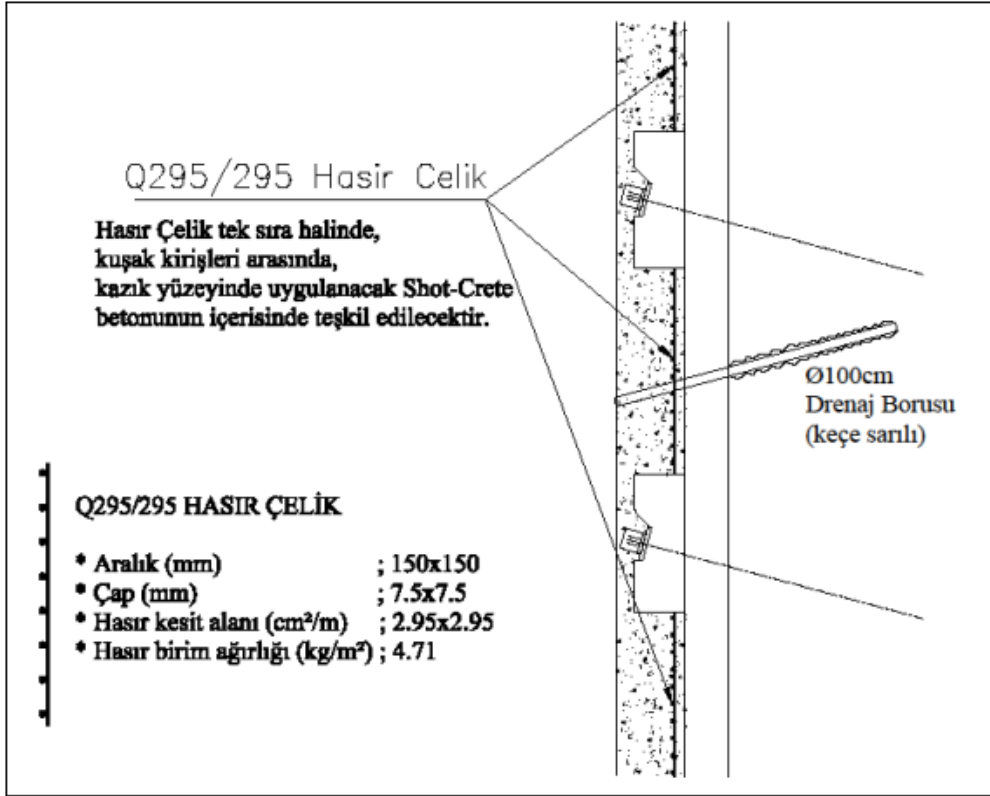 Q295/295 Hasir Celik
Hasır Çelik tek sıra halinde,
kuşak kirişleri arasında,
kazık yüzeyinde uygulanacak Shot-Crete
betonunun içerisinde teşkil edilecektir.
Ø100cm
Drenaj Borusu
(keçe sarılı)
Q295/295 HASIR ÇELİK
* Aralık (mm) ; 150x150
* Çap (mm) ; 7.5x7.5
* Hasır kesit alanı (cm²/m) ; 2.95x2.95
* Hasır birim ağırlığı (kg/m²) ; 4.71